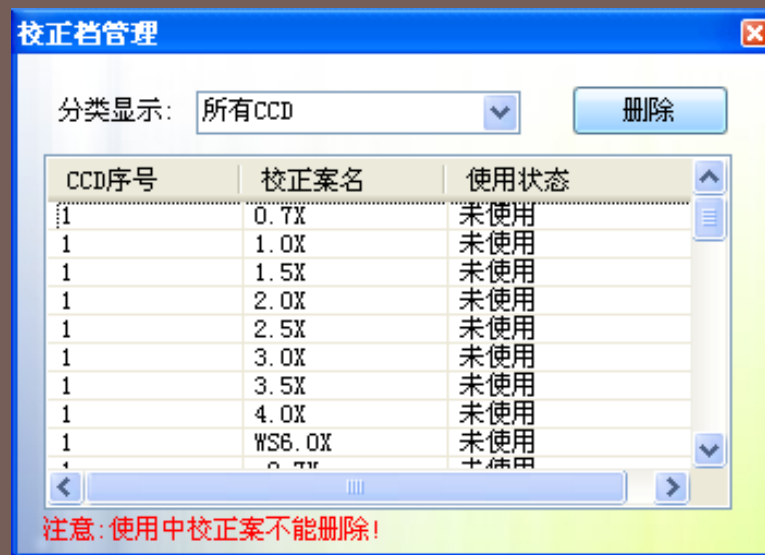 校正档管理
分类显示: 所有CCD 删除
CCD序号 校正案名 使用状态
1 0.7X 未使用
1 1.0X 未使用
1 1.5X 未使用
1 2.0X 未使用
1 2.5X 未使用
1 3.0X 未使用
1 3.5X 未使用
1 4.0X 未使用
1 WS6.0X 未使用
注意:使用中校正案不能删除!